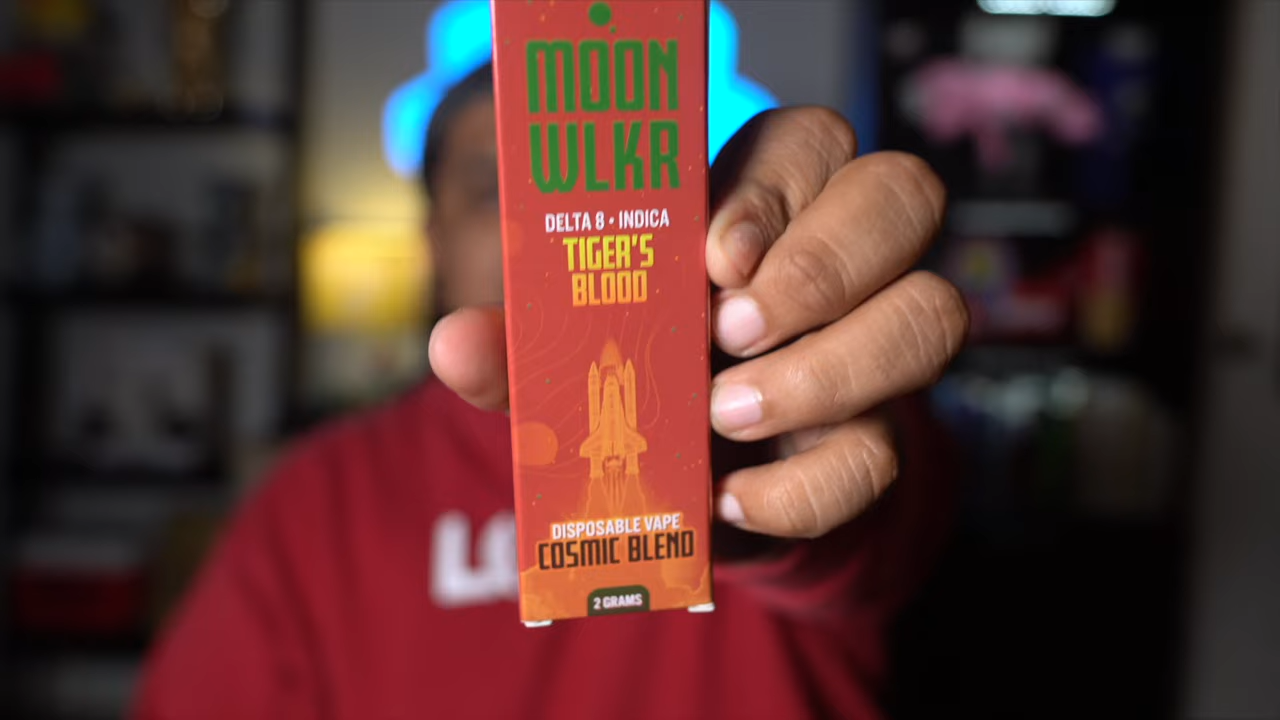 MOON
WLKR
DELTA 8 • INDICA
TIGER'S
BLOOD
DISPOSABLE VAPE
COSMIC BLEND
2 GRAMS